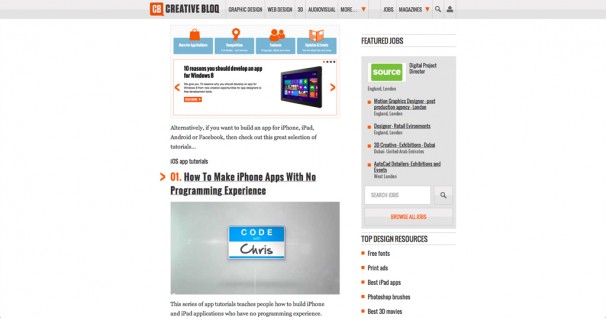 CB CREATIVE BLOQ
GRAPHIC DESIGN WEB DESIGN 3D AUDIOVISUAL MORE... JOBS MAGAZINES
10 reasons you should develop an app
for Windows 8
Alternatively, if you want to build an app for iPhone, iPad,
Android or Facebook, then check out this great selection of
tutorials...
iOS app tutorials
01. How To Make iPhone Apps With No
Programming Experience
CODE
with
Chris
This series of app tutorials teaches people how to build iPhone
and iPad applications who have no programming experience.
FEATURED JOBS
source
Digital Project
Director
England, London
Motion Graphics Designer - post
production agency - London
England, London
Designer - Retail Evironements
England, London
3D Creative - Exhibitions - Dubai
Dubai - United Arab Emirates
AutoCad Detailers- Exhibitions and
Events
West London
SEARCH JOBS
BROWSE ALL JOBS
TOP DESIGN RESOURCES
Free fonts
Print ads
Best iPad apps
Photoshop brushes
Best 3D movies